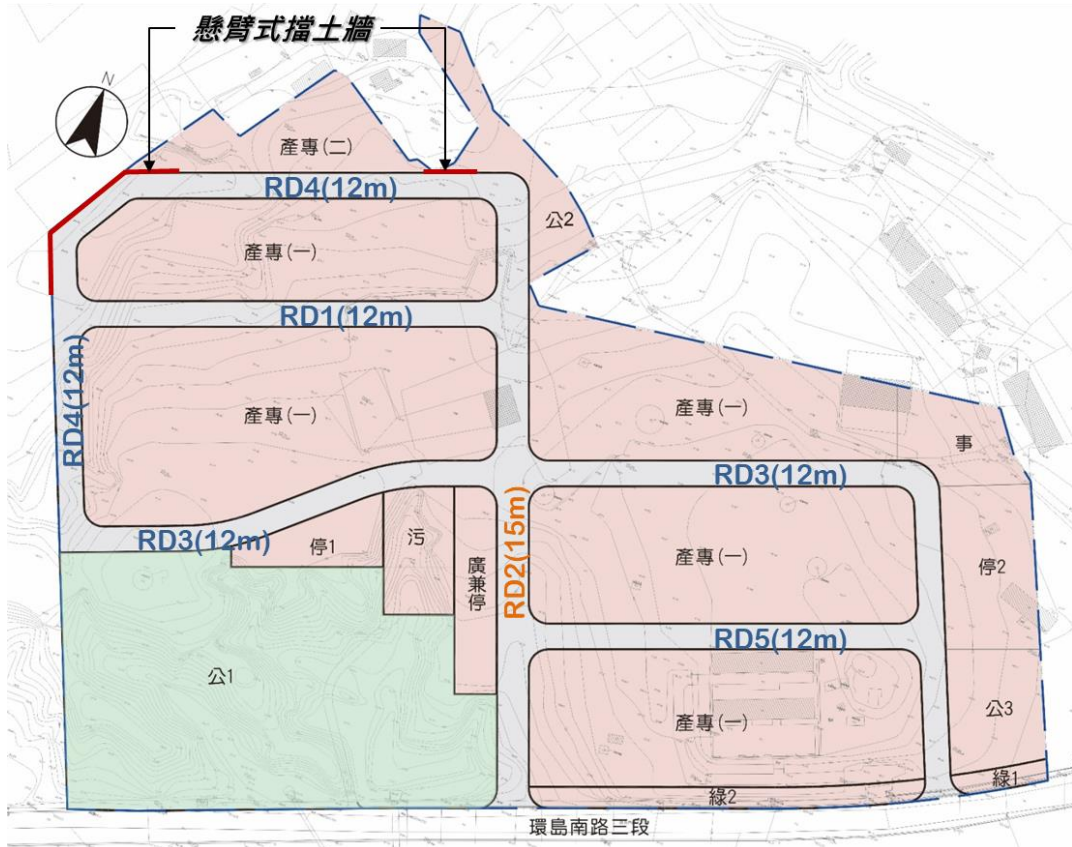 懸臂式擋土牆
N
產專(二)
RD4(12m)
公2
產專(一)
RD1(12m)
RD4(12m)
產專(一)
產專(一)
事
RD3(12m)
RD3(12m)
停1
污
廣兼停
RD2(15m)
產專(一)
停2
RD5(12m)
公1
產專(一)
公3
綠1
綠2
環島南路三段